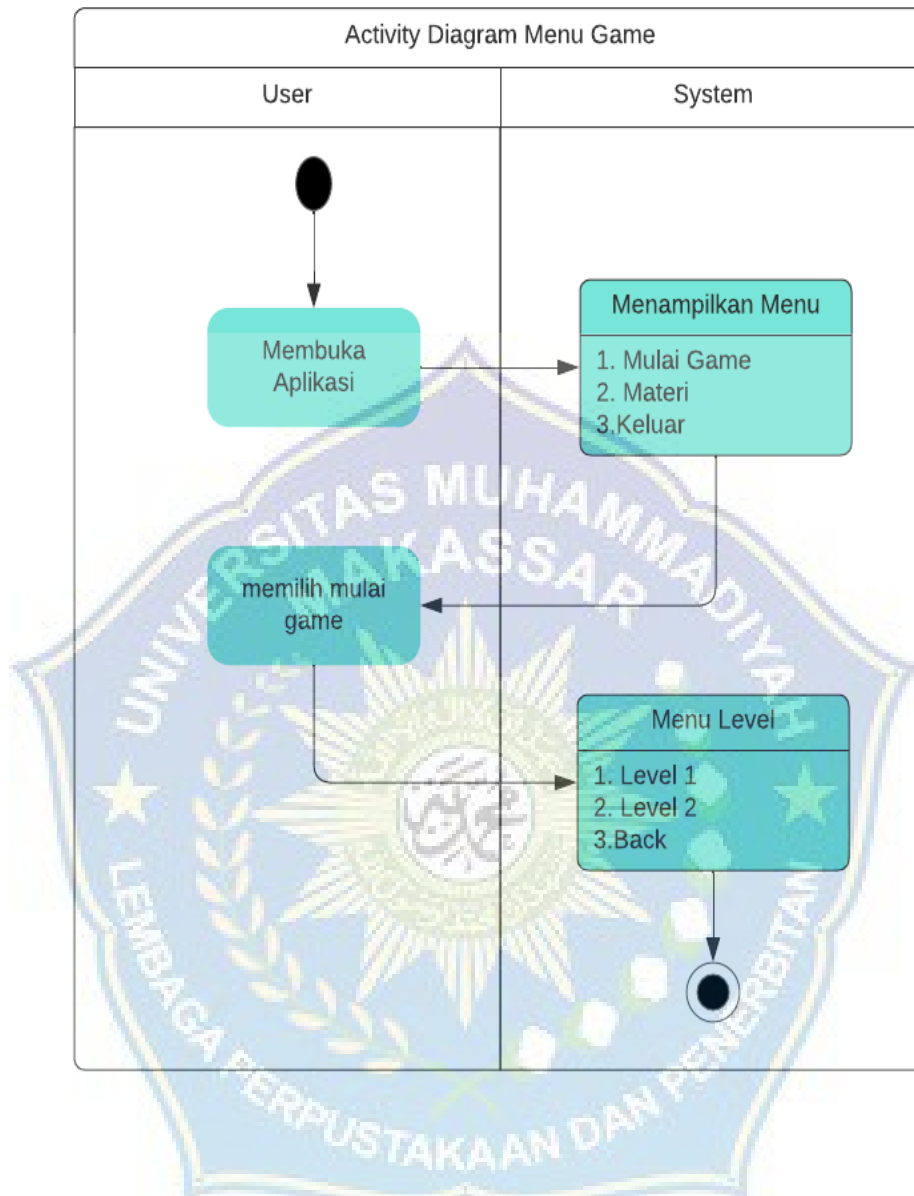 Activity Diagram Menu Game
User
System
Membuka
Aplikasi
Menampilkan Menu
1. Mulai Game
2. Materi
3.Keluar
memilih mulai
game
Menu Level
1. Level 1
2. Level 2
3.Back
UNIVERSITAS MUHAMMADIYAH
MAKASSAR
LEMBAGA PERPUSTAKAAN DAN PENERBITAN